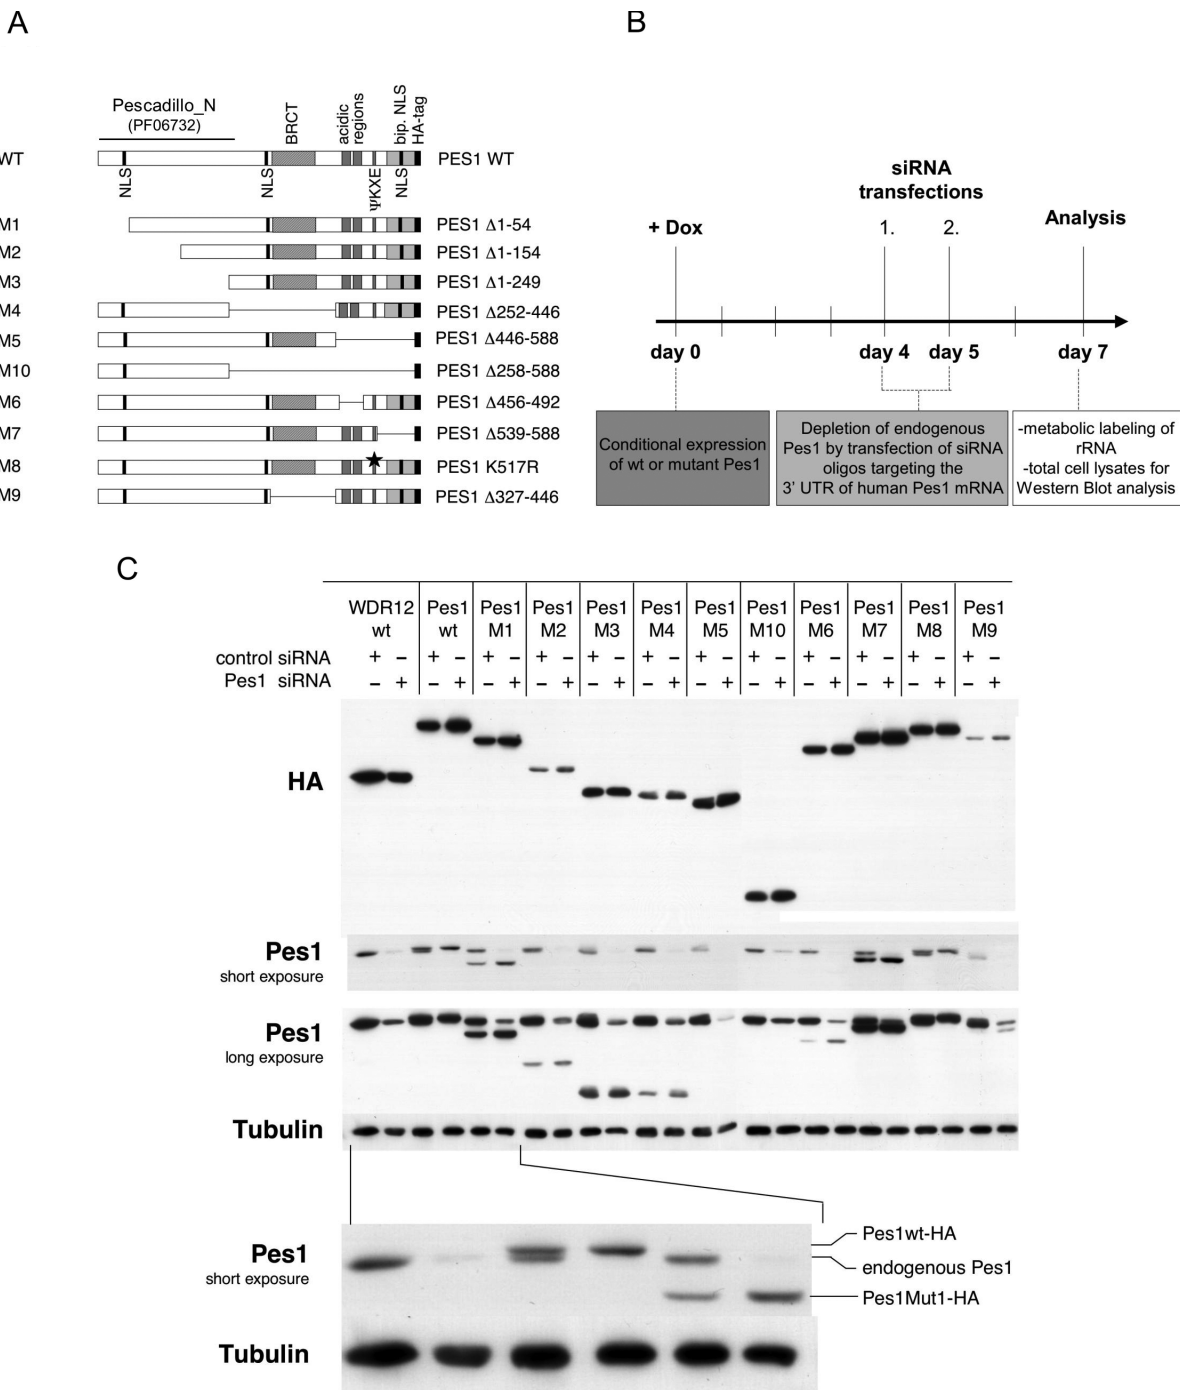 A
Pescadillo_N
(PF06732)
BRCT
acidic
regions
bip. NLS
HA-tag
WT
PES1 WT
NLS
NLS
ΨKXE
NLS
M1
PES1 Δ1-54
M2
PES1 Δ1-154
M3
PES1 Δ1-249
M4
PES1 Δ252-446
M5
PES1 Δ446-588
M10
PES1 Δ258-588
M6
PES1 Δ456-492
M7
PES1 Δ539-588
M8
PES1 K517R
M9
PES1 Δ327-446
B
siRNA
transfections
+ Dox
1.
2.
Analysis
day 0
day 4
day 5
day 7
Conditional expression
of wt or mutant Pes1
Depletion of endogenous
Pes1 by transfection of siRNA
oligos targeting the
3' UTR of human Pes1 mRNA
-metabolic labeling of
rRNA
-total cell lysates for
Western Blot analysis
C
WDR12 Pes1 Pes1 Pes1 Pes1 Pes1 Pes1 Pes1 Pes1 Pes1 Pes1 Pes1
wt wt M1 M2 M3 M4 M5 M10 M6 M7 M8 M9
control siRNA + − + − + − + − + − + − + − + − + − + − + − + −
Pes1 siRNA − + − + − + − + − + − + − + − + − + − + − + − +
HA
Pes1
short exposure
Pes1
long exposure
Tubulin
Pes1
short exposure
Pes1wt-HA
endogenous Pes1
Pes1Mut1-HA
Tubulin